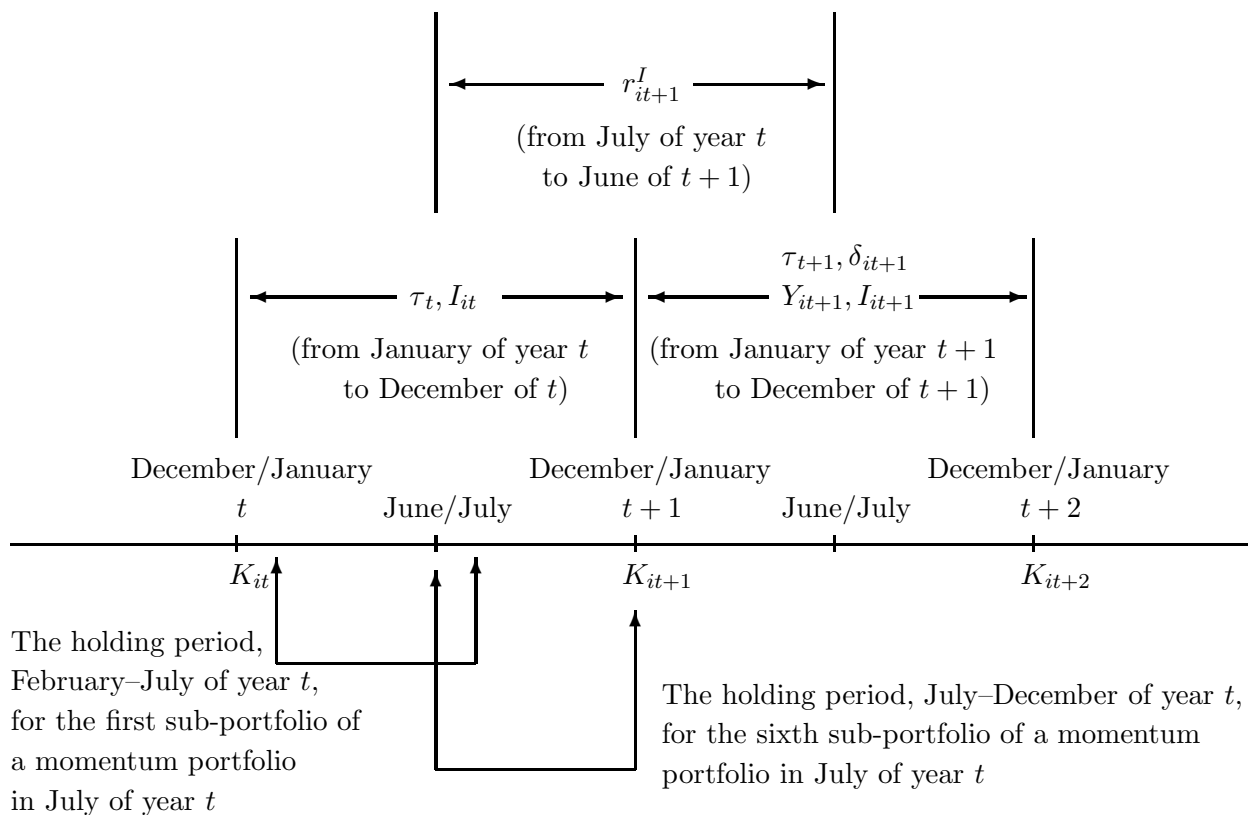 r^I_{it+1}
(from July of year t
to June of t + 1)
τ_{t+1}, δ_{it+1}
τ_t, I_{it}
Y_{it+1}, I_{it+1}
(from January of year t
to December of t)
(from January of year t + 1
to December of t + 1)
December/January
t
June/July
December/January
t + 1
June/July
December/January
t + 2
K_{it}
K_{it+1}
K_{it+2}
The holding period,
February–July of year t,
for the first sub-portfolio of
a momentum portfolio
in July of year t
The holding period, July–December of year t,
for the sixth sub-portfolio of a momentum
portfolio in July of year t